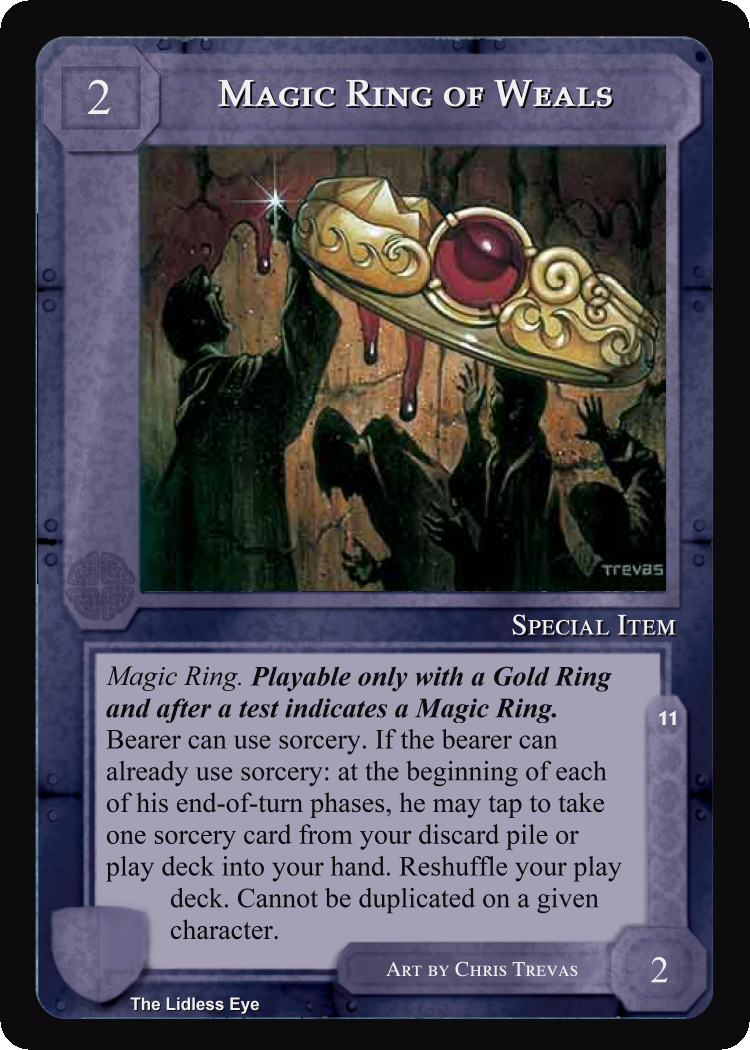 2
Magic Ring of Weals
Trevas
Special Item
Magic Ring. Playable only with a Gold Ring
and after a test indicates a Magic Ring.
Bearer can use sorcery. If the bearer can
already use sorcery: at the beginning of each
of his end-of-turn phases, he may tap to take
one sorcery card from your discard pile or
play deck into your hand. Reshuffle your play
deck. Cannot be duplicated on a given
character.
11
Art by Chris Trevas
2
The Lidless Eye